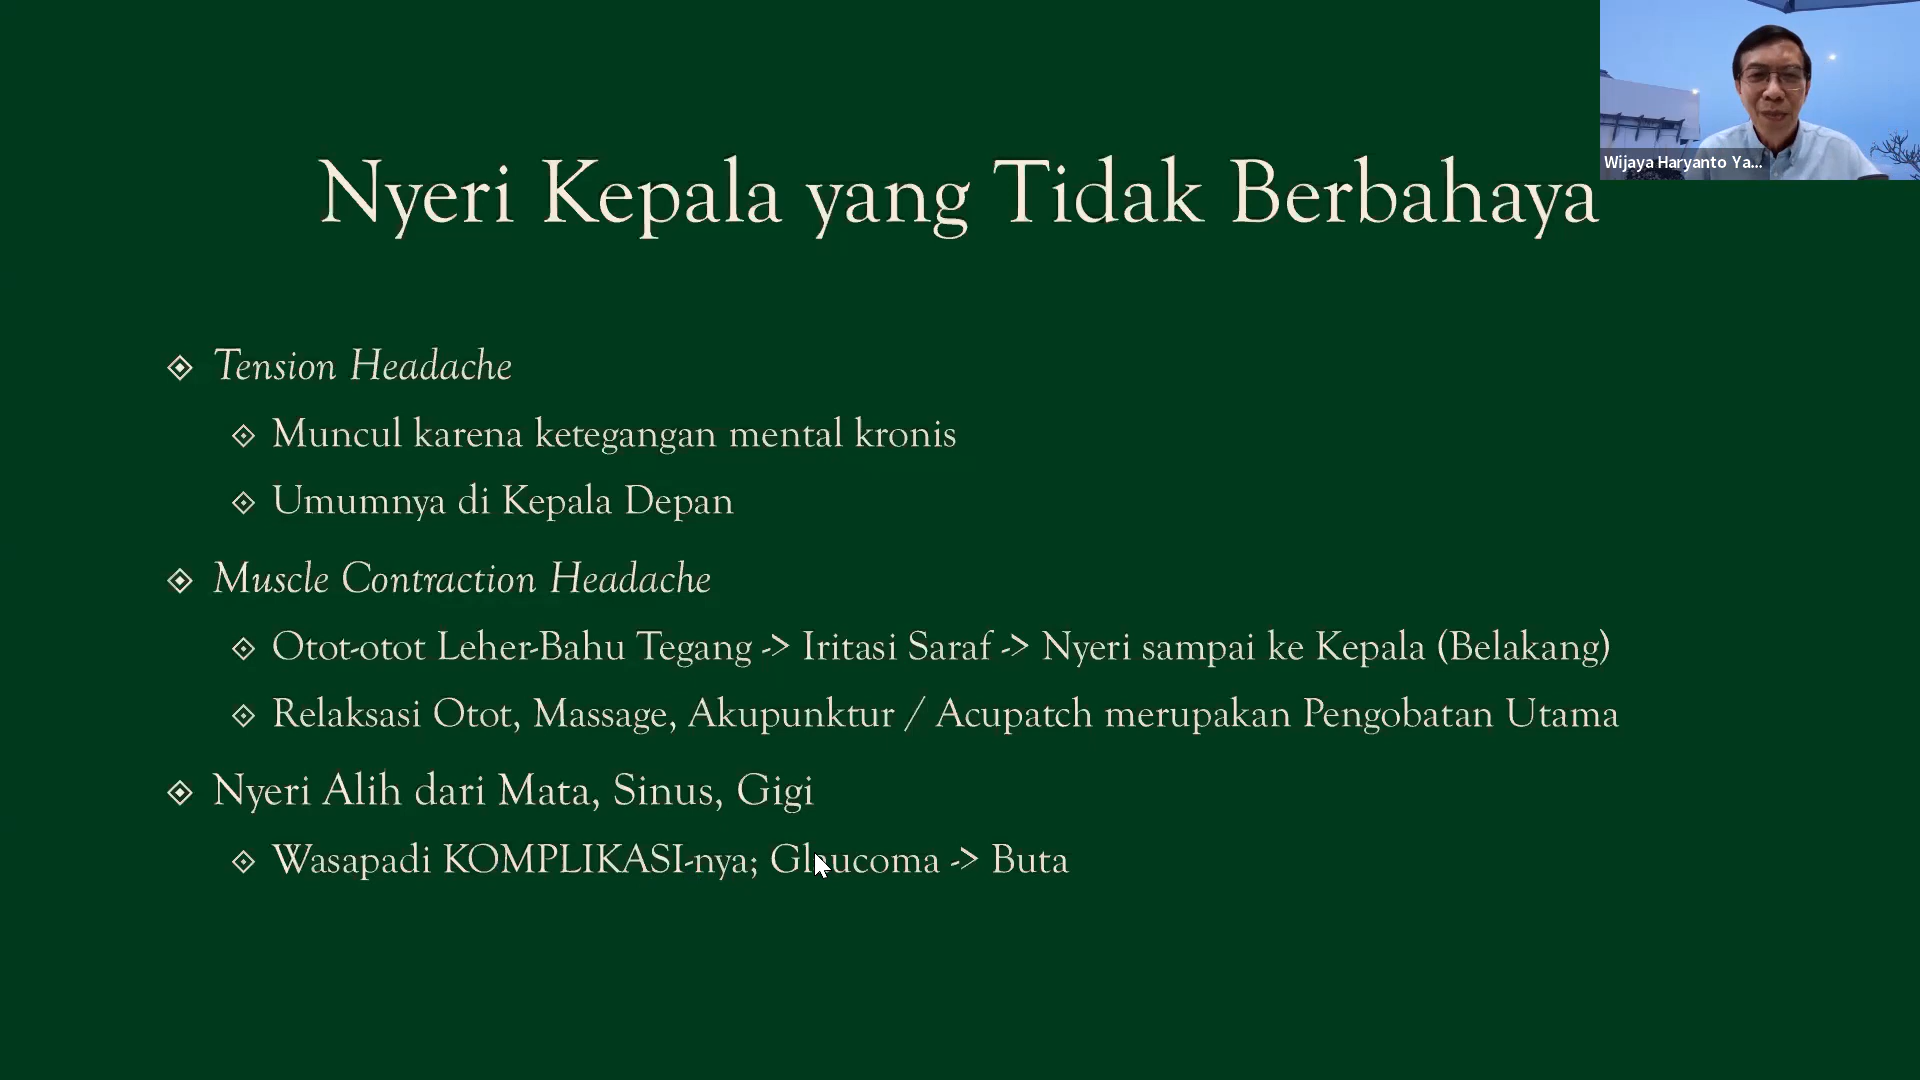 Nyeri Kepala yang Tidak Berbahaya
Wijaya Haryanto Ya...
Tension Headache
Muncul karena ketegangan mental kronis
Umumnya di Kepala Depan
Muscle Contraction Headache
Otot-otot Leher-Bahu Tegang -> Iritasi Saraf -> Nyeri sampai ke Kepala (Belakang)
Relaksasi Otot, Massage, Akupunktur / Acupatch merupakan Pengobatan Utama
Nyeri Alih dari Mata, Sinus, Gigi
Wasapadi KOMPLIKASI-nya; Glaucoma -> Buta